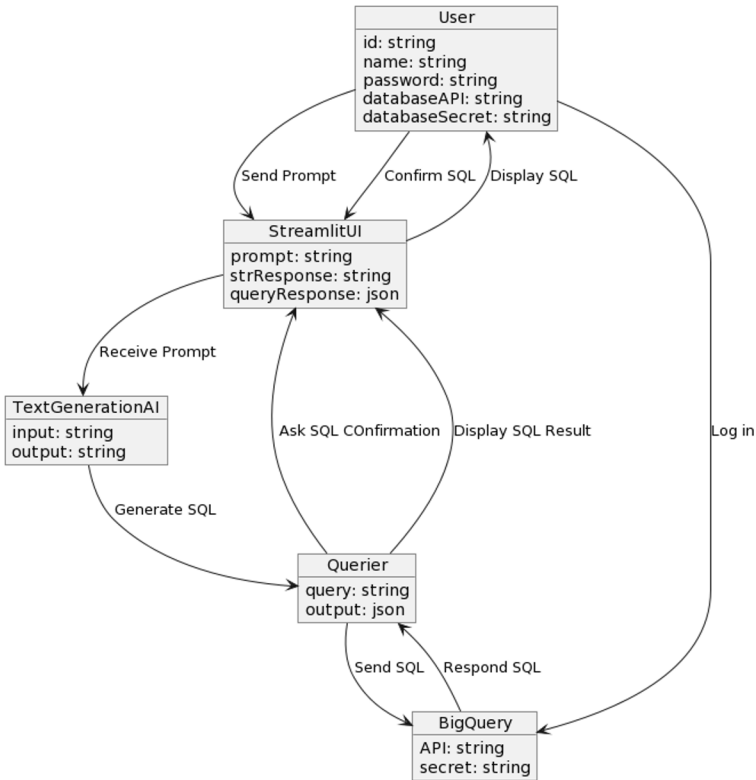 User
id: string
name: string
password: string
databaseAPI: string
databaseSecret: string
Send Prompt
Confirm SQL
Display SQL
StreamlitUI
prompt: string
strResponse: string
queryResponse: json
Receive Prompt
TextGenerationAI
input: string
output: string
Ask SQL COnfirmation
Display SQL Result
Log in
Generate SQL
Querier
query: string
output: json
Send SQL
Respond SQL
BigQuery
API: string
secret: string